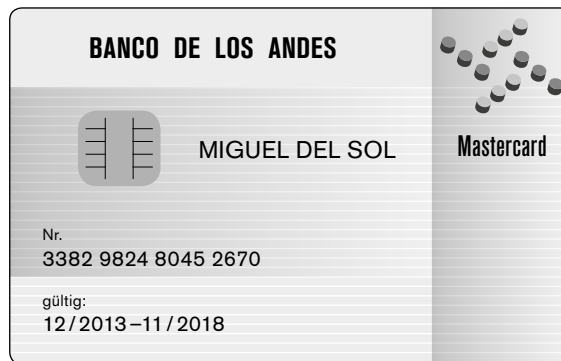 BANCO DE LOS ANDES
MIGUEL DEL SOL
Mastercard
Nr.
3382 9824 8045 2670
gültig:
12/2013–11/2018